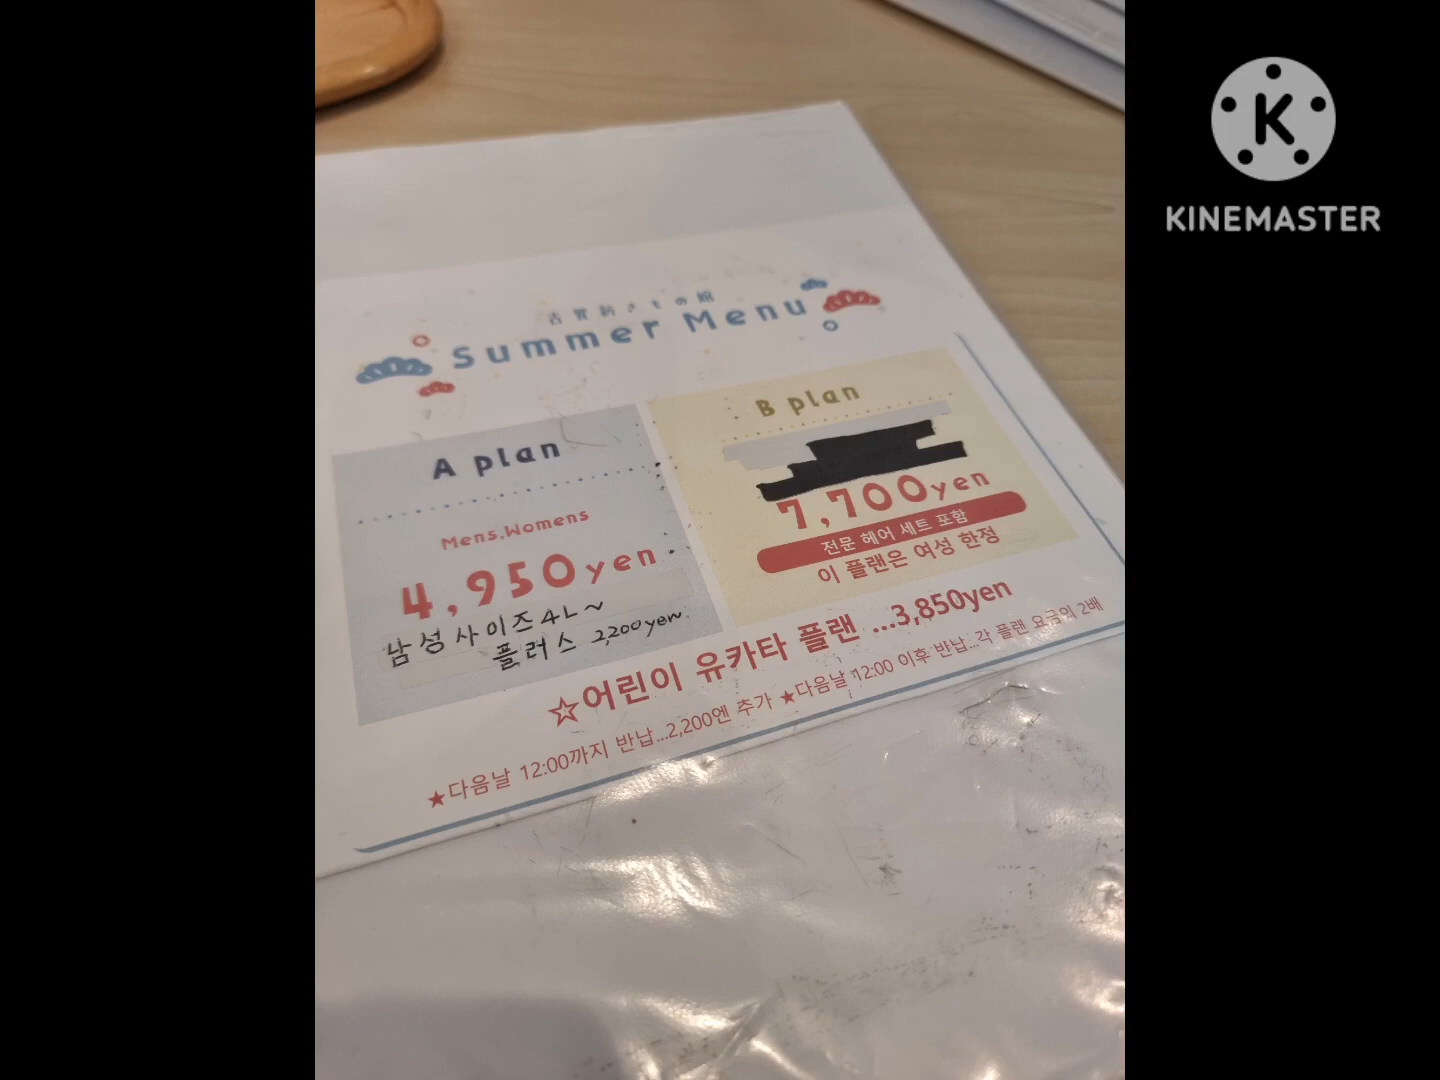 K
KINEMASTER
Summer Menu
A plan
Mens.Womens
4,950yen
남성사이즈4L~
플러스 2,200yen
B plan
7,700yen
전문 헤어 세트 포함
이 플랜은 여성 한정
☆어린이 유카타 플랜 ...3,850yen
★다음날 12:00까지 반납...2,200엔 추가 ★다음날 12:00 이후 반납...각 플랜 요금의 2배